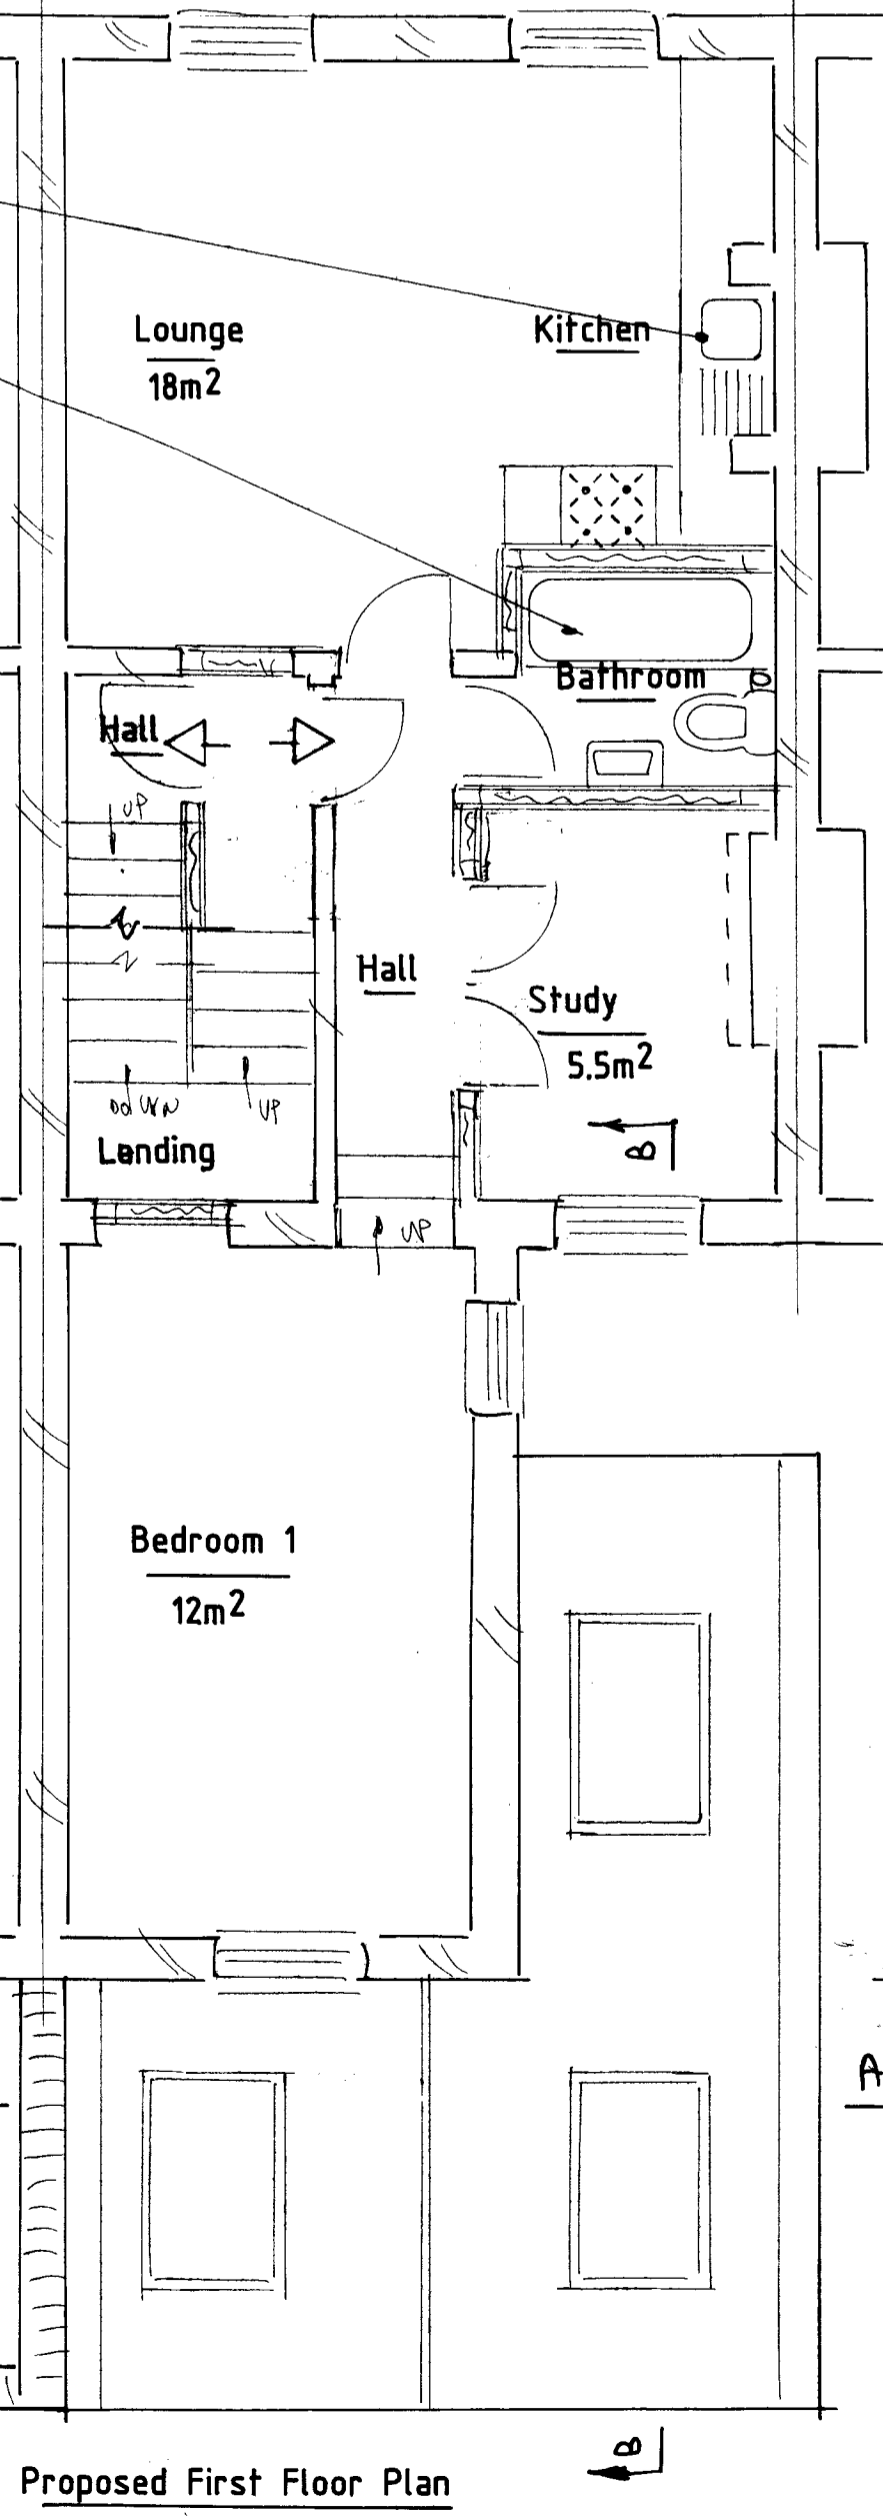 Lounge
18m2
Kitchen
Bathroom
Hall
UP
Hall
Study
5.5m2
DOWN
UP
B
Landing
UP
Bedroom 1
12m2
A
B
Proposed First Floor Plan